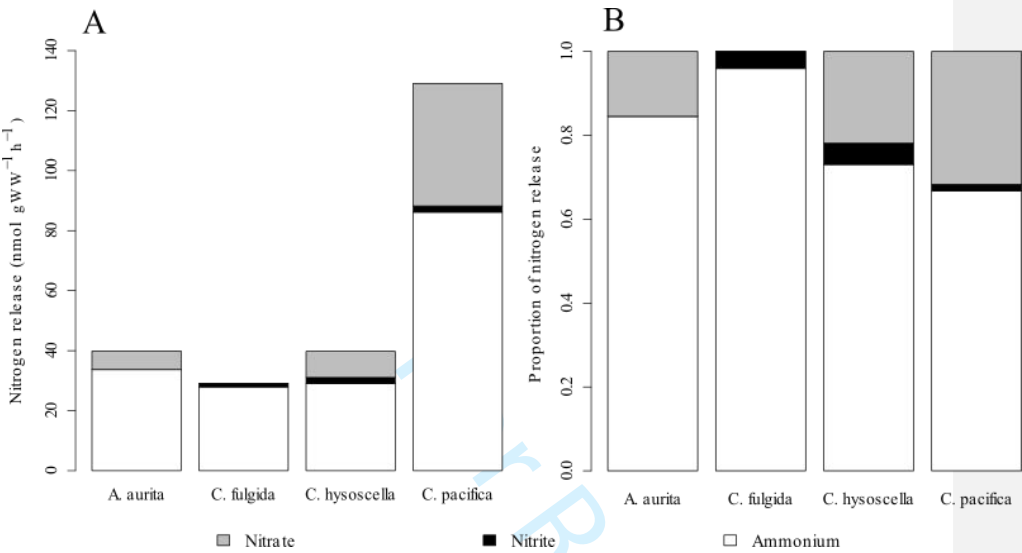 A
B
Nitrogen release (nmol gWW⁻¹ h⁻¹)
140
120
100
80
60
40
20
0
A. aurita
C. fulgida
C. hysoscella
C. pacifica
Proportion of nitrogen release
1.0
0.8
0.6
0.4
0.2
0.0
A. aurita
C. fulgida
C. hysoscella
C. pacifica
Nitrate
Nitrite
Ammonium
r B